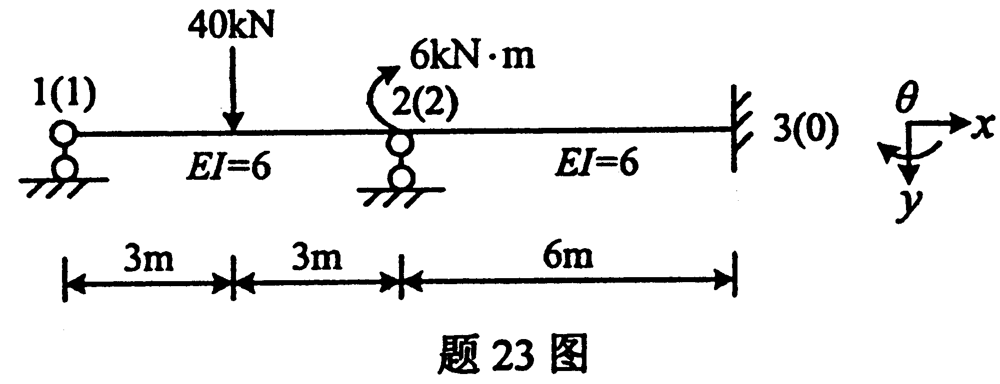 40kN
6kN·m
1(1)
2(2)
3(0)
θ
x
y
EI=6
EI=6
3m
3m
6m
题 23 图